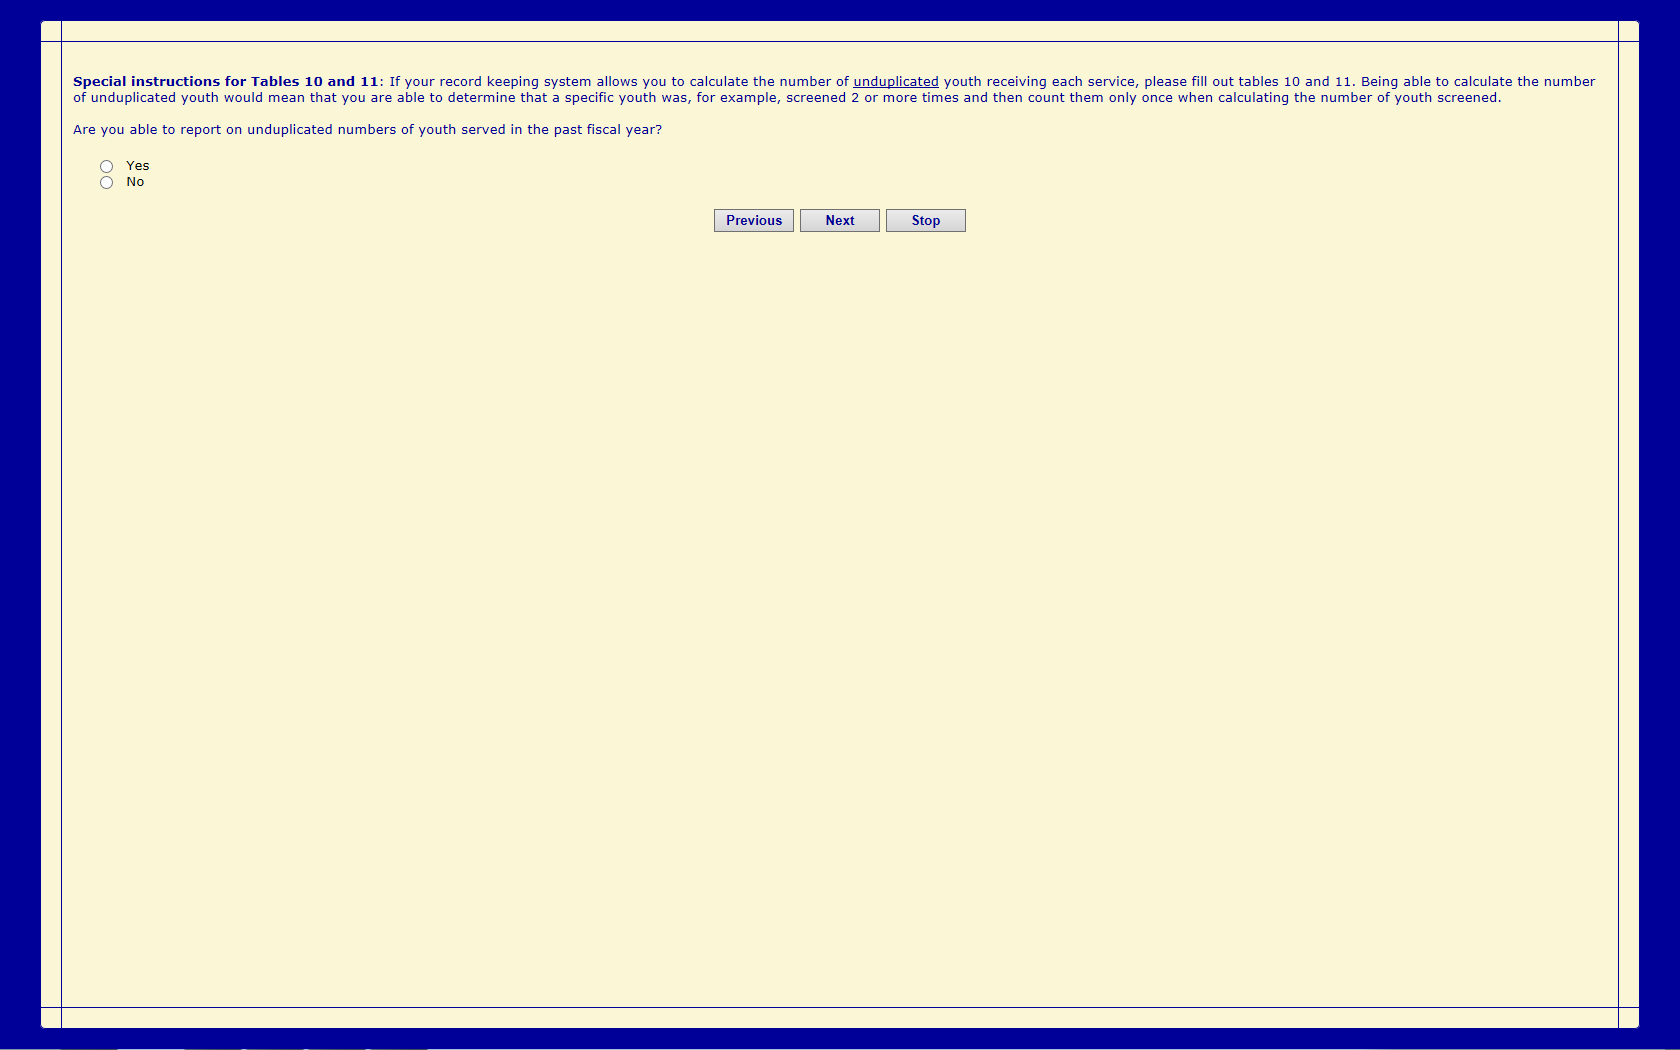 Special instructions for Tables 10 and 11: If your record keeping system allows you to calculate the number of unduplicated youth receiving each service, please fill out tables 10 and 11. Being able to calculate the number
of unduplicated youth would mean that you are able to determine that a specific youth was, for example, screened 2 or more times and then count them only once when calculating the number of youth screened.
Are you able to report on unduplicated numbers of youth served in the past fiscal year?
Yes
No
Previous Next Stop